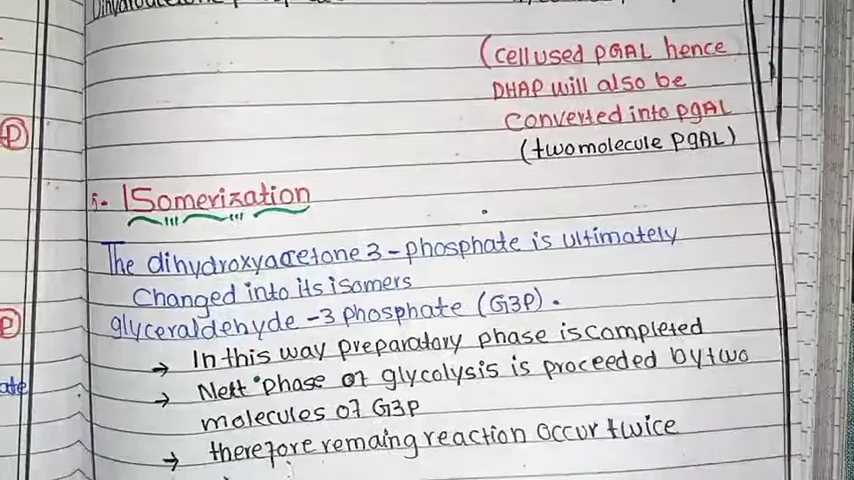 (cell used PGAL hence
DHAP will also be
Converted into PgAL
(two molecule PgAL)
P
5- ISomerization
The dihydroxyacetone 3-phosphate is ultimately
Changed into its isomers
glyceraldehyde-3 phosphate (G3P).
→ In this way preparatory phase is completed
→ Nett phase of glycolysis is proceeded by two
molecules of G3P
→ therefore remaing reaction occur twice
P
ate